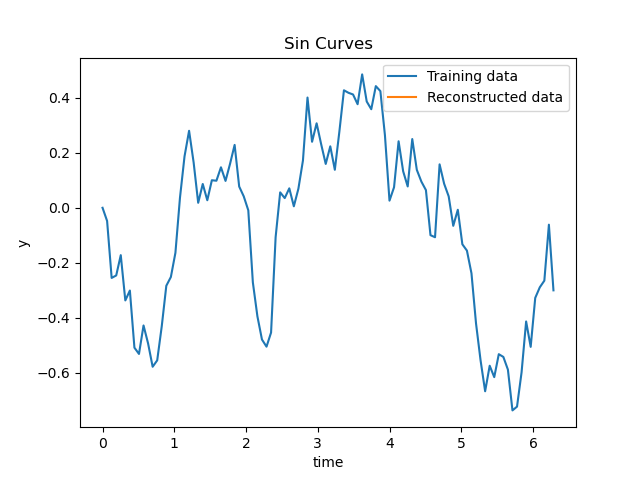 Sin Curves
Training data
Reconstructed data
0.4
0.2
0.0
−0.2
−0.4
−0.6
y
0 1 2 3 4 5 6
time